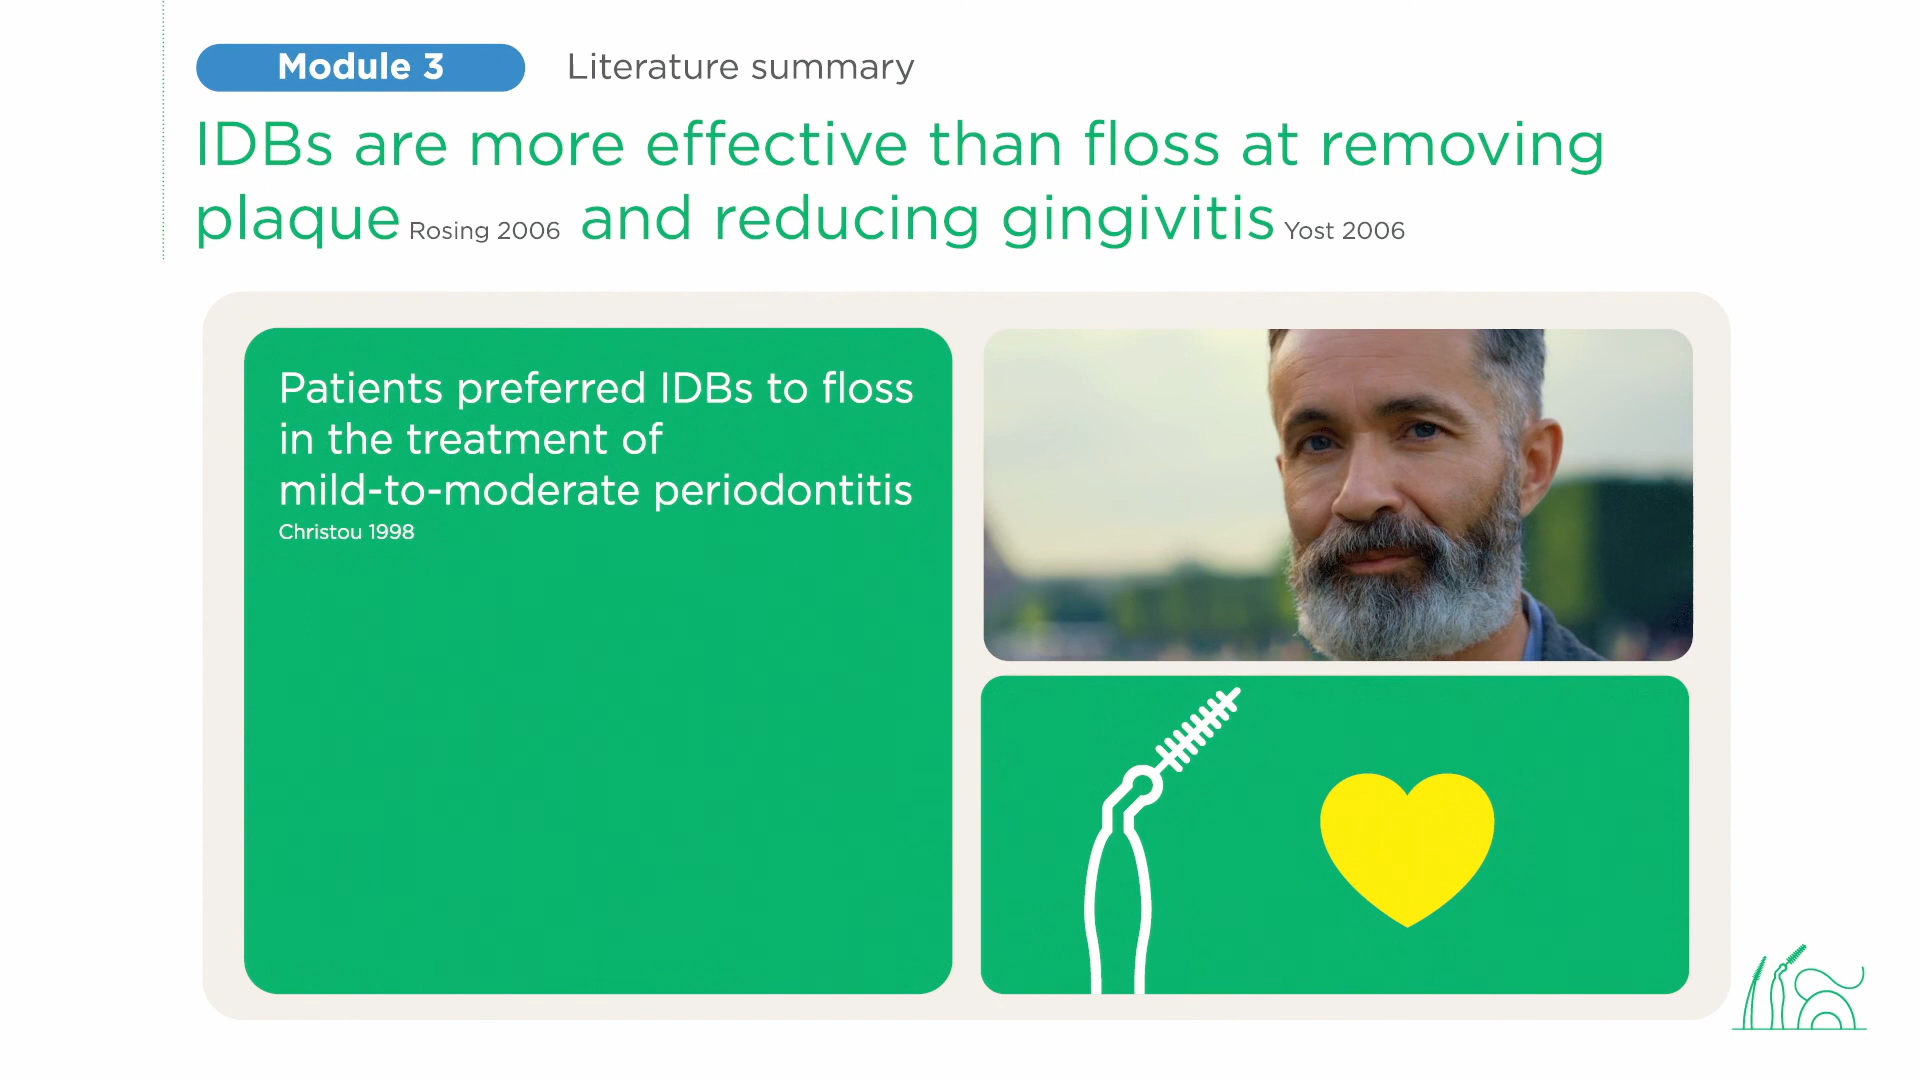 Module 3
Literature summary
IDBs are more effective than floss at removing
plaque Rosing 2006 and reducing gingivitis Yost 2006
Patients preferred IDBs to floss
in the treatment of
mild-to-moderate periodontitis
Christou 1998